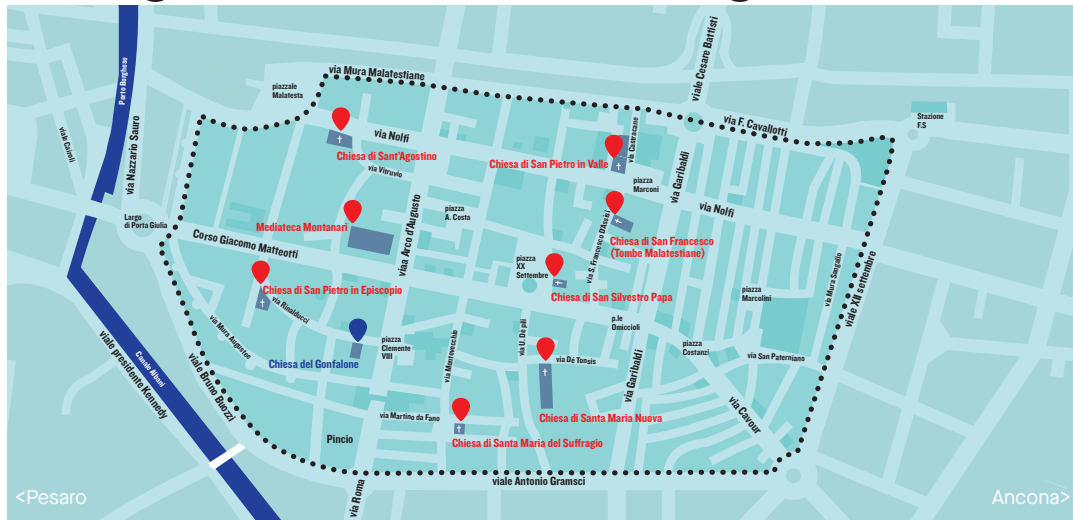 via Mura Malatestiane
viale Cesare Battisti
Porto Borghese
piazzale
Malatesta
via F. Cavallotti
Stazione
F.S
viale Cairoli
via Nazzario Sauro
via Nolfi
via Castracane
Chiesa di Sant'Agostino
Chiesa di San Pietro in Valle
via Garibaldi
via Vitruvio
piazza
Marconi
via Nolfi
Largo
di Porta Giulia
Mediateca Montanari
viaa Arco d'Augusto
piazza
A. Costa
via S. Francesco D'Assisi
Corso Giacomo Matteotti
Chiesa di San Francesco
(Tombe Malatestiane)
piazza
XX
Settembre
via Mura Sangallo
viale XII settembre
Chiesa di San Pietro in Episcopio
Chiesa di San Silvestro Papa
piazza
Marcolini
via Rinalducci
via Mura Augustee
p.le
Omiccioli
piazza
Clemente
VIII
via Montevecchio
via U. De pili
piazza
Costanzi
via San Paterniano
Chiesa del Gonfalone
via Dé Tonsis
via Garibaldi
Canale Albani
viale presidente Kennedy
viale Bruno Buozzi
via Martino da Fano
via Cavour
Chiesa di Santa Maria Nuova
Pincio
Chiesa di Santa Maria del Suffragio
via Roma
viale Antonio Gramsci
<Pesaro
Ancona>